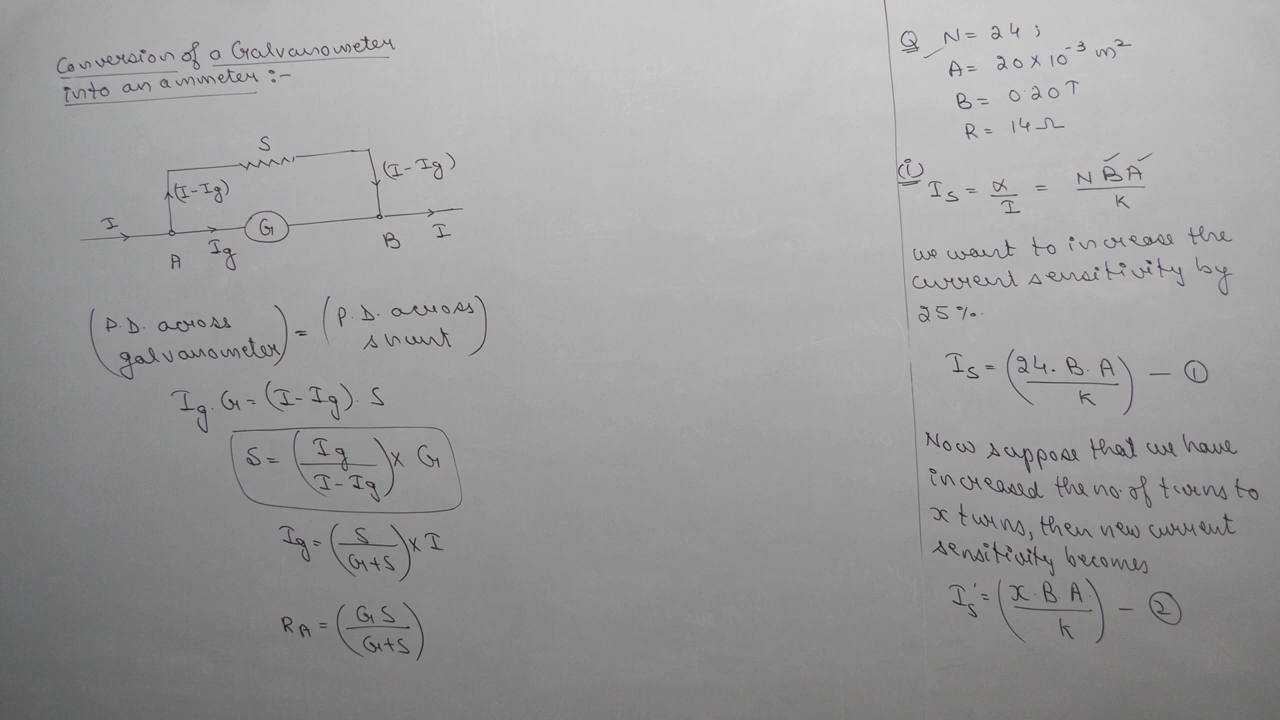 Conversion of a Galvanometer
into an ammeter :-
S
(I-Ig)
(I-Ig)
I
Ig
G
A
B
I
(P.D. across galvanometer) = (P.D. across shunt)
Ig. G = (I - Ig). S
S = (Ig / I - Ig) × G
Ig = (S / G+S) × I
RA = (GS / G+S)
Q N = 24 ;
A = 20 × 10⁻³ m²
B = 0.20T
R = 14 Ω
(i) Is = α / I = NBA / K
we want to increase the
current sensitivity by
25%.
Is = (24. B. A / K) — ①
Now suppose that we have
increased the no. of turns to
x turns, then new current
sensitivity becomes
Is' = (x. B A / K) — ②